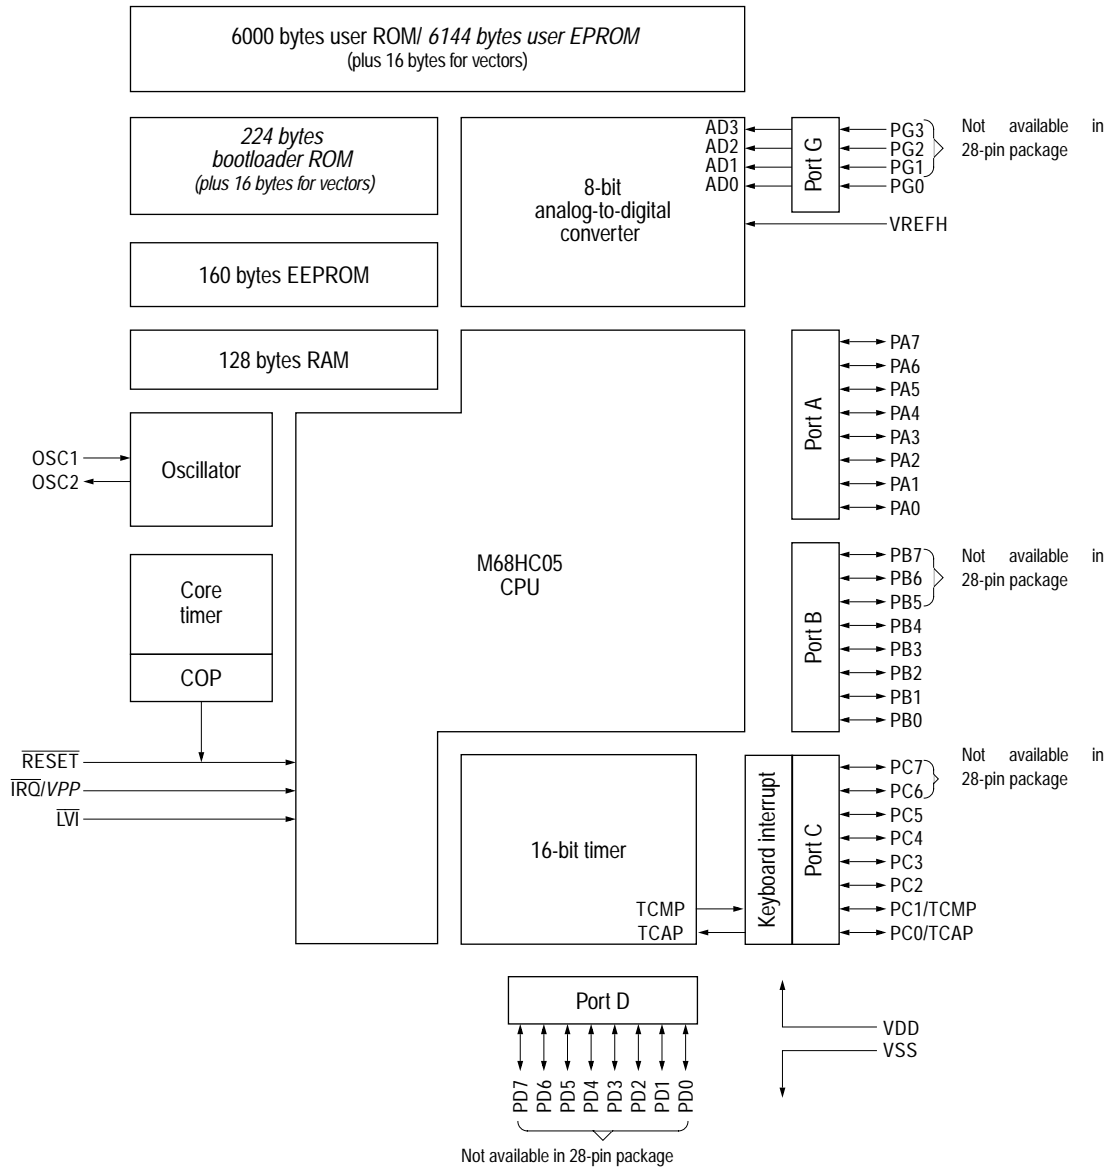 6000 bytes user ROM/ 6144 bytes user EPROM
(plus 16 bytes for vectors)
224 bytes
bootloader ROM
(plus 16 bytes for vectors)
160 bytes EEPROM
128 bytes RAM
8-bit
analog-to-digital
converter
AD3
AD2
AD1
AD0
Port G
PG3
PG2
PG1
PG0
VREFH
Not available in
28-pin package
OSC1
OSC2
Oscillator
Core
timer
COP
RESET
IRQ/VPP
LVI
M68HC05
CPU
Port A
PA7
PA6
PA5
PA4
PA3
PA2
PA1
PA0
Port B
PB7
PB6
PB5
PB4
PB3
PB2
PB1
PB0
Not available in
28-pin package
16-bit timer
TCMP
TCAP
Keyboard interrupt
Port C
PC7
PC6
PC5
PC4
PC3
PC2
PC1/TCMP
PC0/TCAP
Not available in
28-pin package
Port D
PD7
PD6
PD5
PD4
PD3
PD2
PD1
PD0
Not available in 28-pin package
VDD
VSS